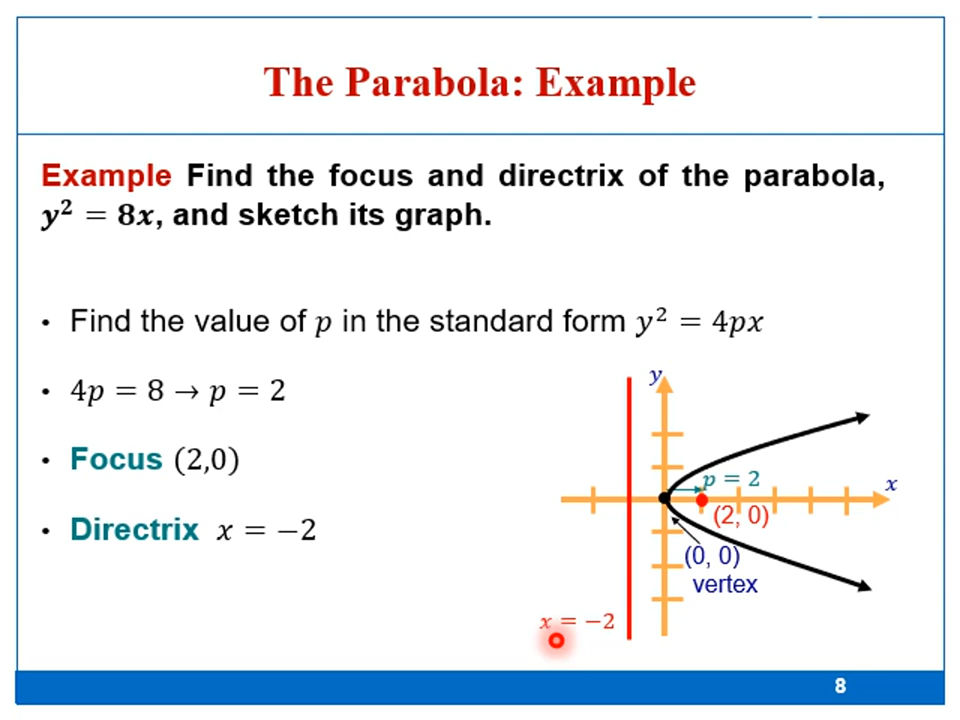 The Parabola: Example
Example Find the focus and directrix of the parabola,
y² = 8x, and sketch its graph.
• Find the value of p in the standard form y² = 4px
• 4p = 8 → p = 2
• Focus (2,0)
• Directrix x = −2
y
p = 2
x
(2, 0)
(0, 0)
vertex
x = −2
8